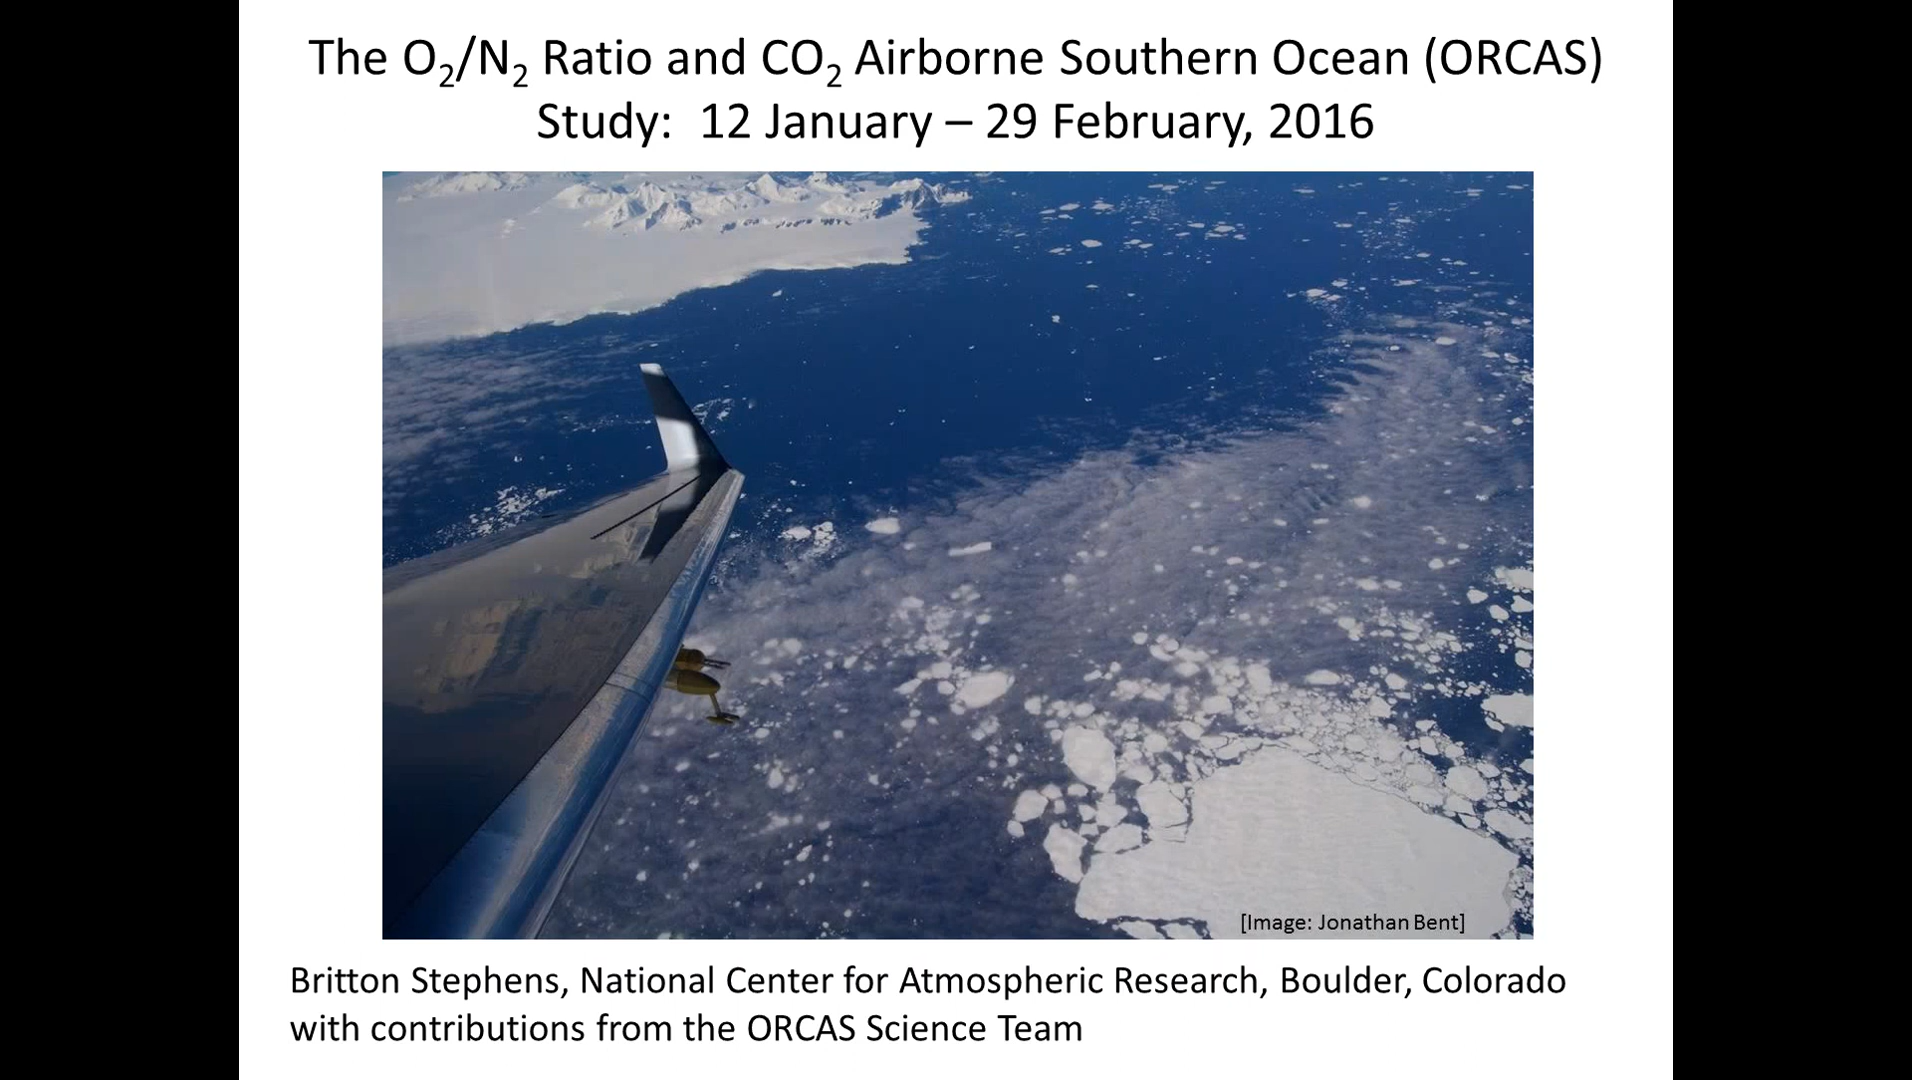 The O₂/N₂ Ratio and CO₂ Airborne Southern Ocean (ORCAS)
Study:  12 January – 29 February, 2016
[Image: Jonathan Bent]
Britton Stephens, National Center for Atmospheric Research, Boulder, Colorado
with contributions from the ORCAS Science Team